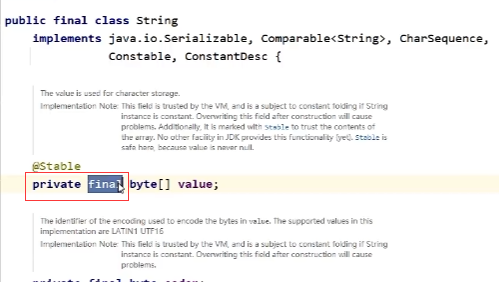 public final class String
implements java.io.Serializable, Comparable<String>, CharSequence,
Constable, ConstantDesc {
The value is used for character storage.
Implementation Note: This field is trusted by the VM, and is a subject to constant folding if String
instance is constant. Overwriting this field after construction will cause
problems. Additionally, it is marked with Stable to trust the contents of
the array. No other facility in JDK provides this functionality (yet). Stable is
safe here, because value is never null.
@Stable
private final byte[] value;
The identifier of the encoding used to encode the bytes in value. The supported values in this
implementation are LATIN1 UTF16
Implementation Note: This field is trusted by the VM, and is a subject to constant folding if String
instance is constant. Overwriting this field after construction will cause
problems.
private final byte coder;